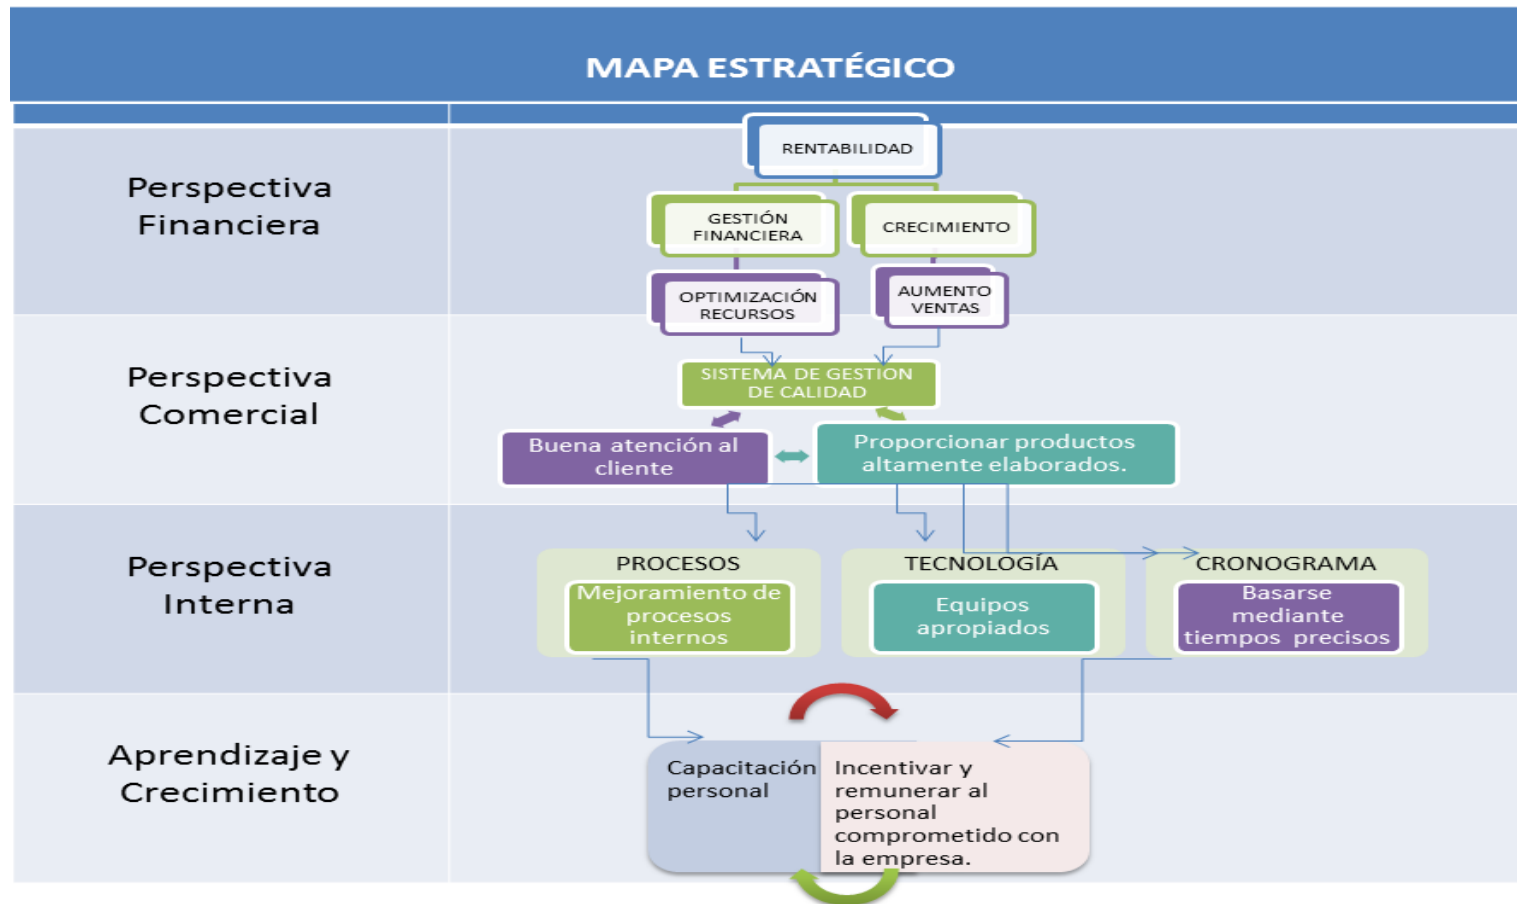 MAPA ESTRATÉGICO
Perspectiva
Financiera
RENTABILIDAD
GESTIÓN
FINANCIERA
CRECIMIENTO
OPTIMIZACIÓN
RECURSOS
AUMENTO
VENTAS
Perspectiva
Comercial
SISTEMA DE GESTION
DE CALIDAD
Buena atención al
cliente
Proporcionar productos
altamente elaborados.
Perspectiva
Interna
PROCESOS
Mejoramiento de
procesos
internos
TECNOLOGÍA
Equipos
apropiados
CRONOGRAMA
Basarse
mediante
tiempos precisos
Aprendizaje y
Crecimiento
Capacitación
personal
Incentivar y
remunerar al
personal
comprometido con
la empresa.